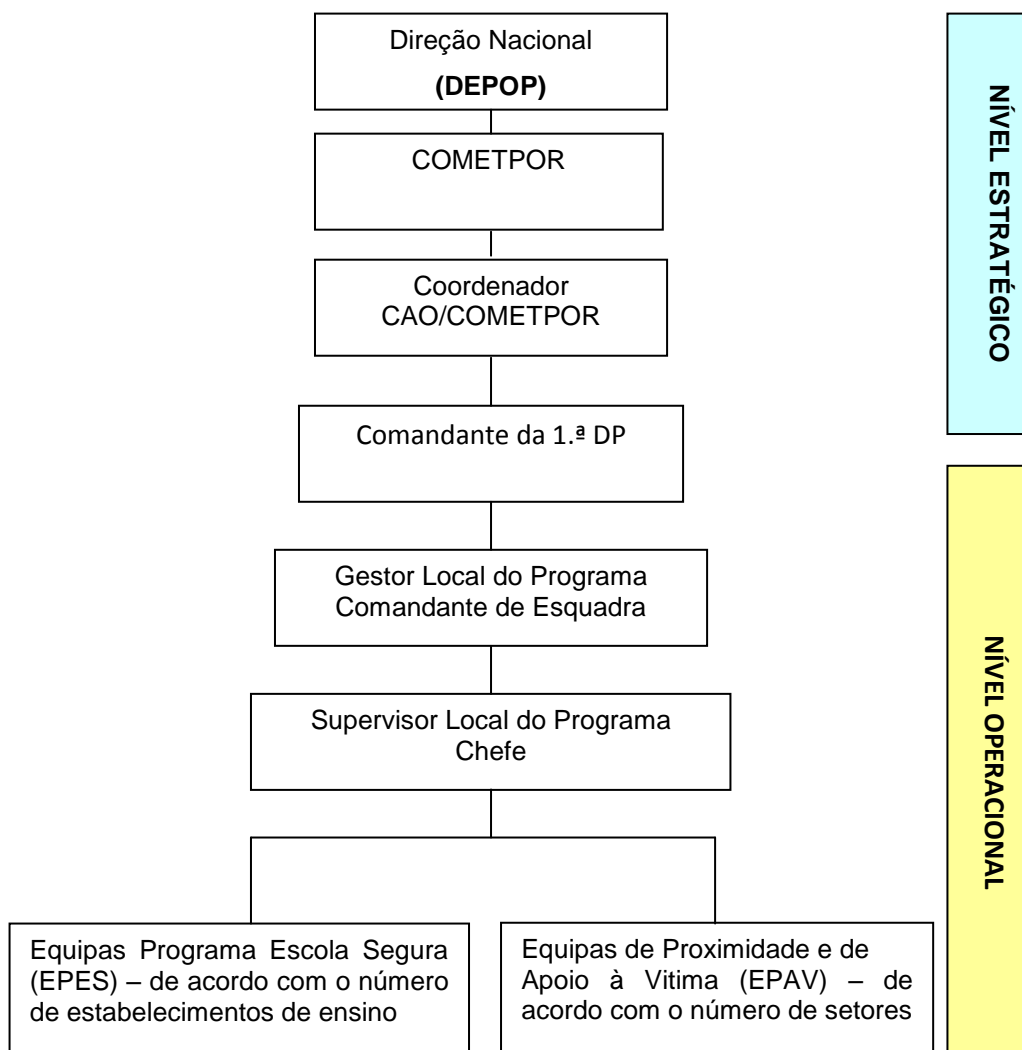 Direção Nacional
(DEPOP)
COMETPOR
Coordenador
CAO/COMETPOR
Comandante da 1.ª DP
Gestor Local do Programa
Comandante de Esquadra
Supervisor Local do Programa
Chefe
Equipas Programa Escola Segura
(EPES) – de acordo com o número
de estabelecimentos de ensino
Equipas de Proximidade e de
Apoio à Vitima (EPAV) – de
acordo com o número de setores
NÍVEL ESTRATÉGICO
NÍVEL OPERACIONAL